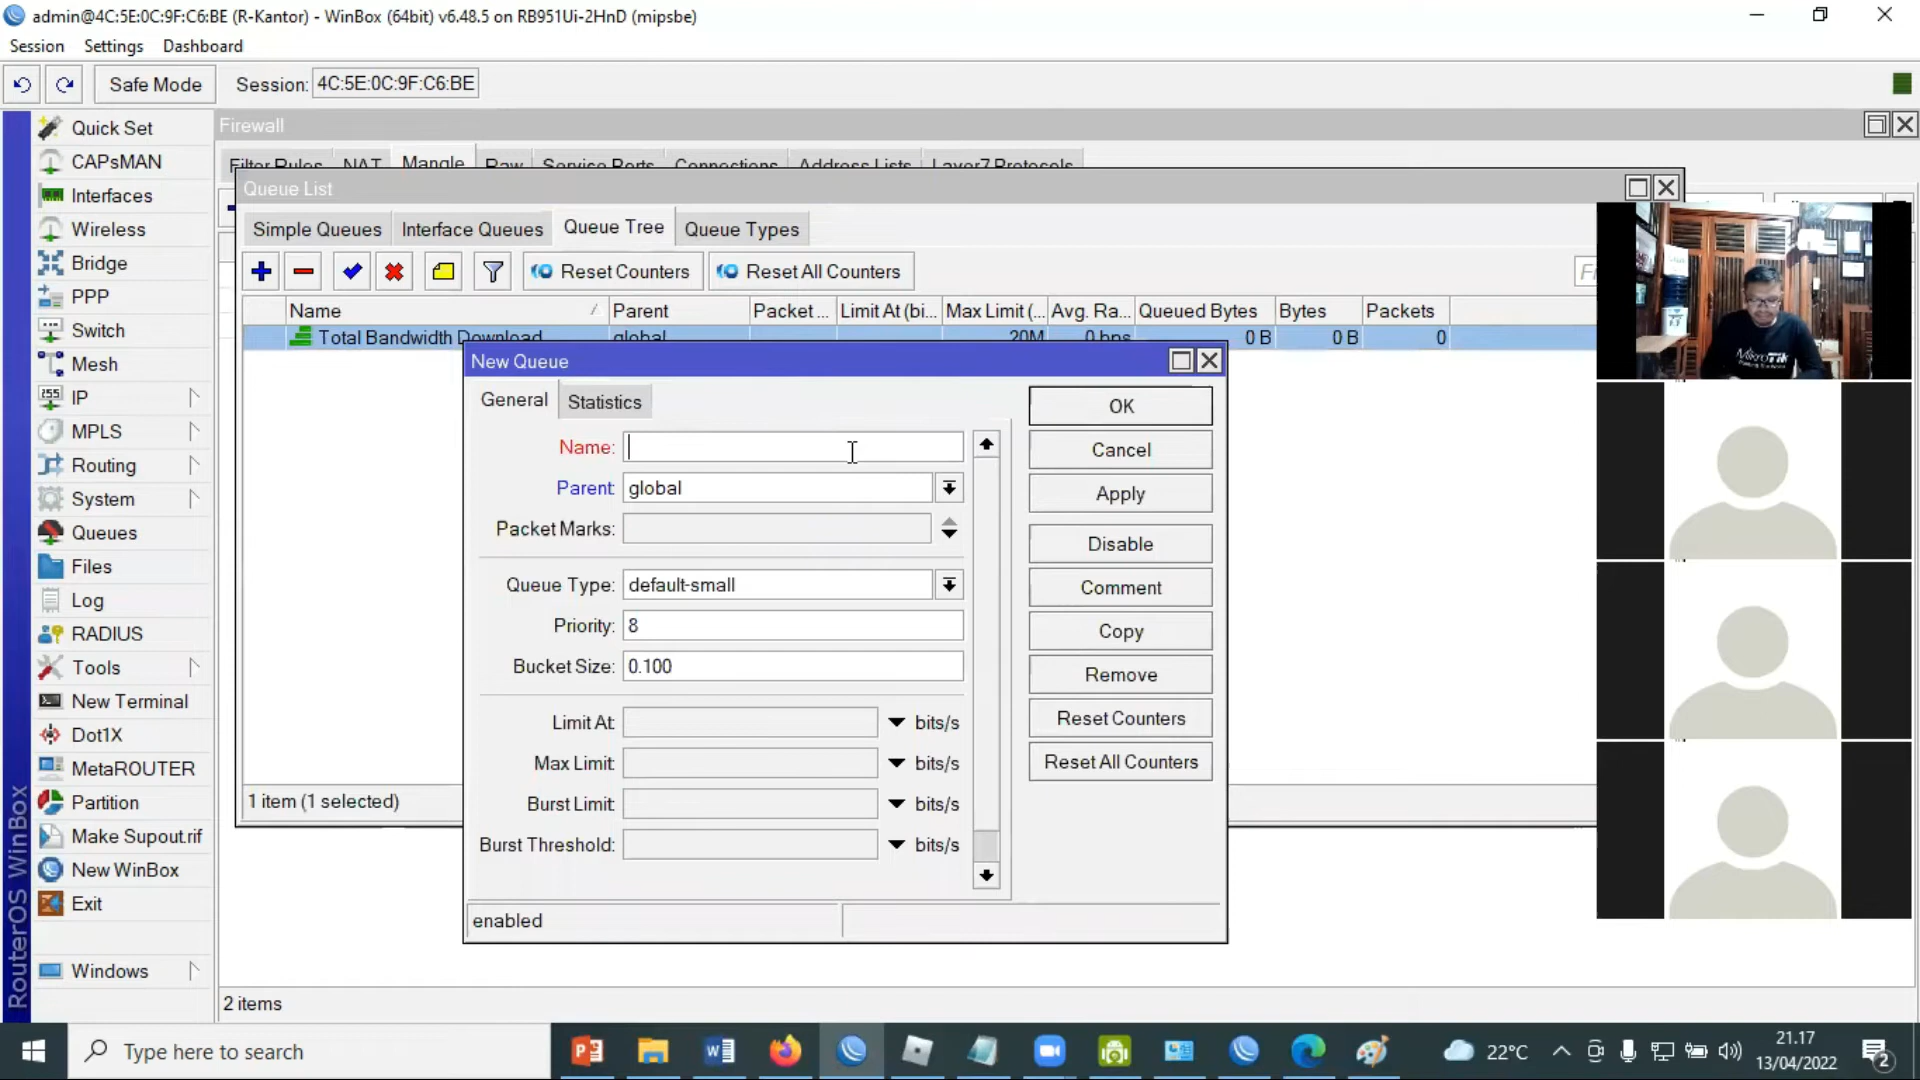 admin@4C:5E:0C:9F:C6:BE (R-Kantor) - WinBox (64bit) v6.48.5 on RB951Ui-2HnD (mipsbe)
Session Settings Dashboard
Safe Mode Session: 4C:5E:0C:9F:C6:BE
Quick Set
CAPsMAN
Interfaces
Wireless
Bridge
PPP
Switch
Mesh
IP
MPLS
Routing
System
Queues
Files
Log
RADIUS
Tools
New Terminal
Dot1X
MetaROUTER
Partition
Make Supout.rif
New WinBox
Exit
Windows
RouterOS WinBox
Firewall
Filter Rules NAT Mangle Raw Service Ports Connections Address Lists Layer7 Protocols
Queue List
Simple Queues Interface Queues Queue Tree Queue Types
Reset Counters Reset All Counters
Name Parent Packet ... Limit At (bi... Max Limit (... Avg. Ra... Queued Bytes Bytes Packets
Total Bandwidth Download global 20M 0 bps 0 B 0 B 0
New Queue
General Statistics
Name:
Parent: global
Packet Marks:
Queue Type: default-small
Priority: 8
Bucket Size: 0.100
Limit At: bits/s
Max Limit: bits/s
Burst Limit: bits/s
Burst Threshold: bits/s
OK
Cancel
Apply
Disable
Comment
Copy
Remove
Reset Counters
Reset All Counters
enabled
1 item (1 selected)
2 items
MikroTik
Type here to search
22°C
21.17
13/04/2022
2